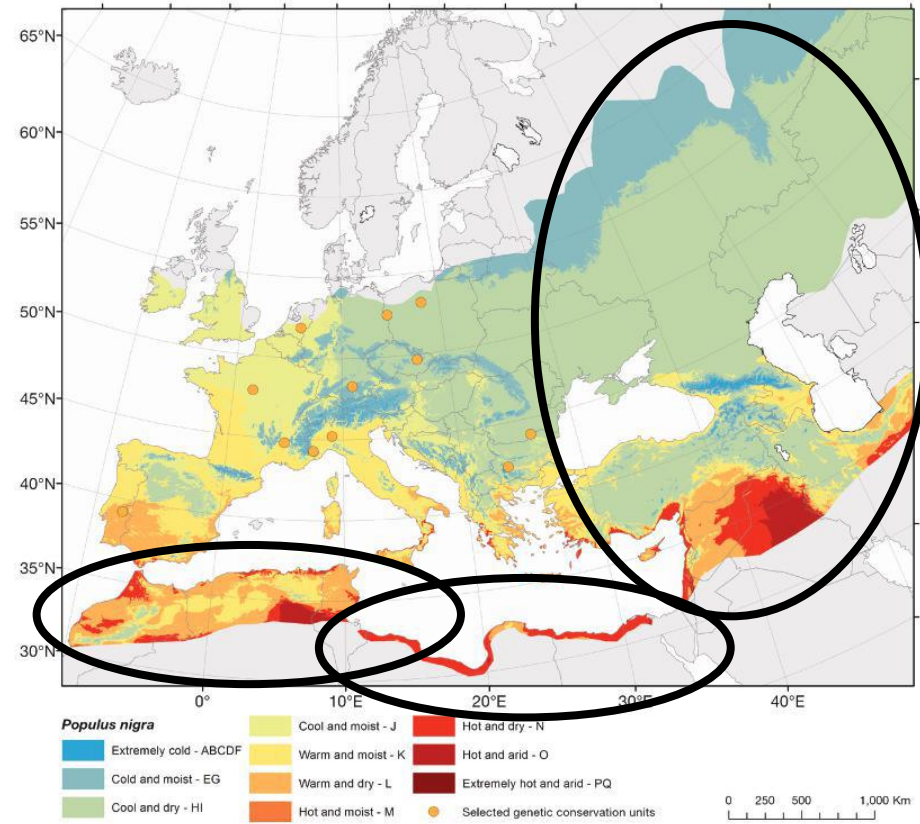 65°N
60°N
55°N
50°N
45°N
40°N
35°N
30°N
0° 10°E 20°E 30°E 40°E
Populus nigra
Extremely cold - ABCDF
Cold and moist - EG
Cool and dry - HI
Cool and moist - J
Warm and moist - K
Warm and dry - L
Hot and moist - M
Hot and dry - N
Hot and arid - O
Extremely hot and arid - PQ
Selected genetic conservation units
0 250 500 1,000 Km